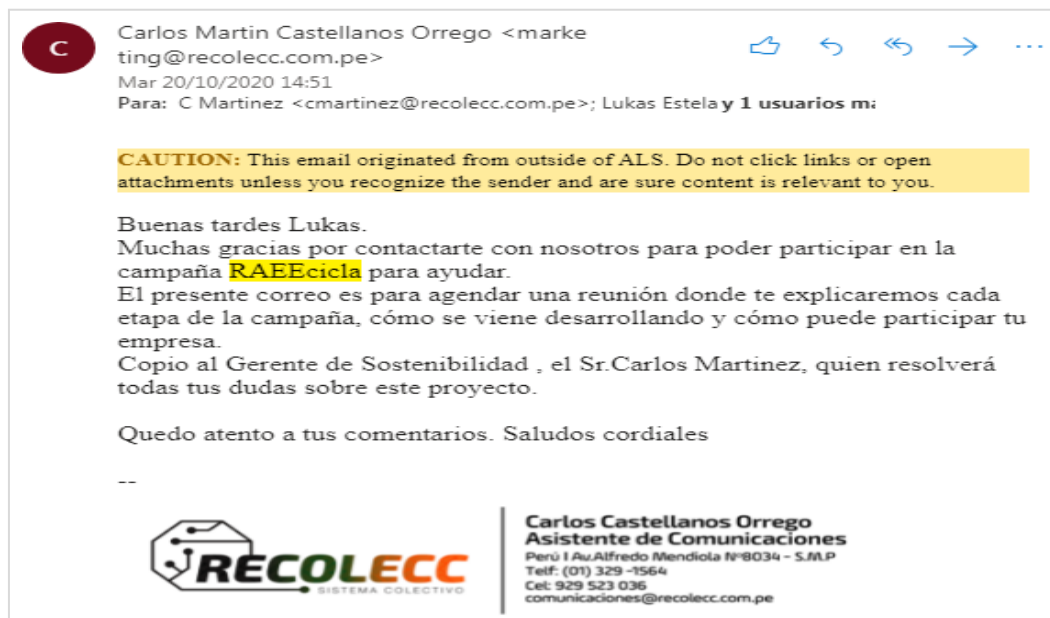 C
Carlos Martin Castellanos Orrego <marke
ting@recolecc.com.pe>
Mar 20/10/2020 14:51
Para: C Martinez <cmartinez@recolecc.com.pe>; Lukas Estela y 1 usuarios má
CAUTION: This email originated from outside of ALS. Do not click links or open
attachments unless you recognize the sender and are sure content is relevant to you.
Buenas tardes Lukas.
Muchas gracias por contactarte con nosotros para poder participar en la
campaña RAEEcicla para ayudar.
El presente correo es para agendar una reunión donde te explicaremos cada
etapa de la campaña, cómo se viene desarrollando y cómo puede participar tu
empresa.
Copio al Gerente de Sostenibilidad , el Sr.Carlos Martinez, quien resolverá
todas tus dudas sobre este proyecto.
Quedo atento a tus comentarios. Saludos cordiales
--
RECOLECC
SISTEMA COLECTIVO
Carlos Castellanos Orrego
Asistente de Comunicaciones
Perú I Av.Alfredo Mendiola Nº8034 - S.M.P
Telf: (01) 329 -1564
Cel: 929 523 036
comunicaciones@recolecc.com.pe